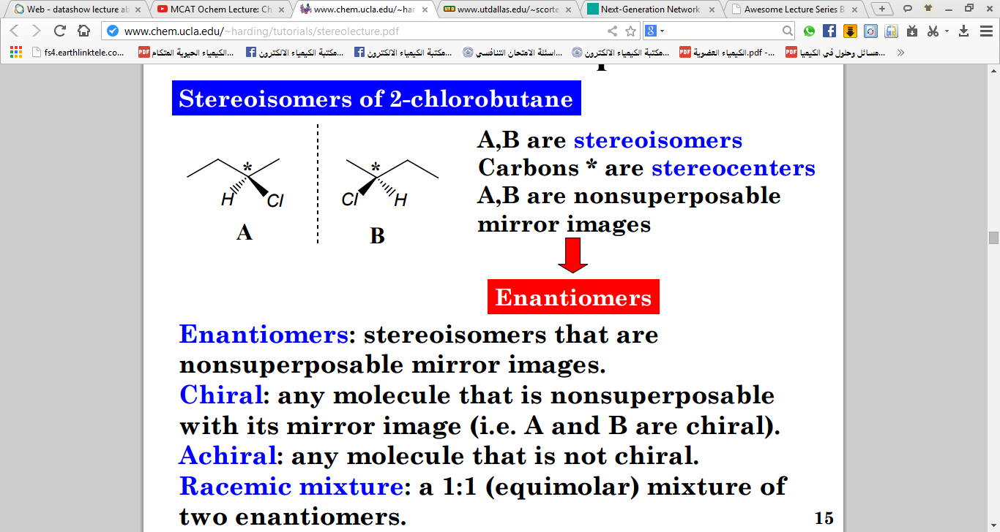 Web - datashow lecture ab
MCAT Ochem Lecture: Ch
www.chem.ucla.edu/~har
www.utdallas.edu/~scorte
Next-Generation Network
Awesome Lecture Series B
www.chem.ucla.edu/~harding/tutorials/stereolecture.pdf
fs4.earthlinktele.co...
الكيمياء الحيوية المتكام...
مكتبة الكيمياء الالكترون...
مكتبة الكيمياء الالكترون...
اسئلة الامتحان التنافسي...
مكتبة الكيمياء الالكترون...
الكيمياء العضوية.pdf -...
مسائل وحلول في الكيميا...
Stereoisomers of 2-chlorobutane
A,B are stereoisomers
Carbons * are stereocenters
A,B are nonsuperposable
mirror images
* *
H Cl Cl H
A B
Enantiomers
Enantiomers: stereoisomers that are
nonsuperposable mirror images.
Chiral: any molecule that is nonsuperposable
with its mirror image (i.e. A and B are chiral).
Achiral: any molecule that is not chiral.
Racemic mixture: a 1:1 (equimolar) mixture of
two enantiomers.
15